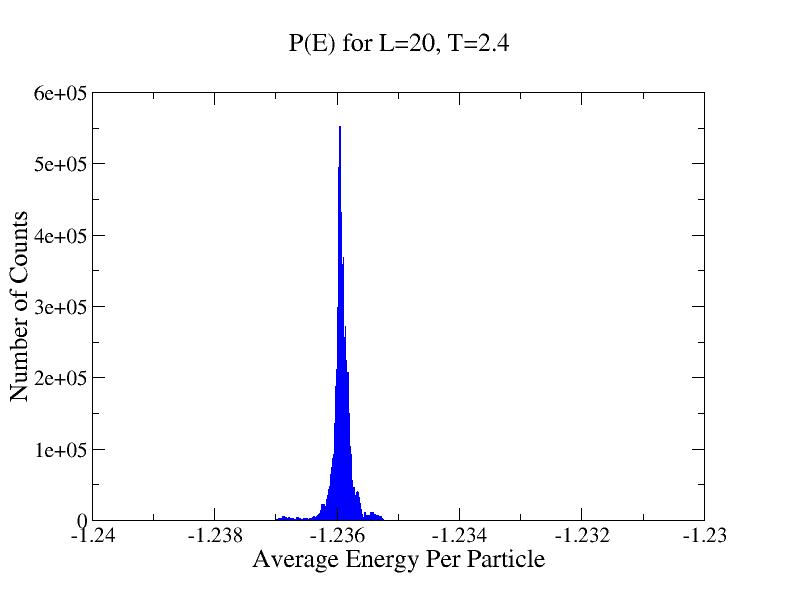 P(E) for L=20, T=2.4
6e+05
5e+05
4e+05
3e+05
2e+05
1e+05
0
Number of Counts
-1.24 -1.238 -1.236 -1.234 -1.232 -1.23
Average Energy Per Particle